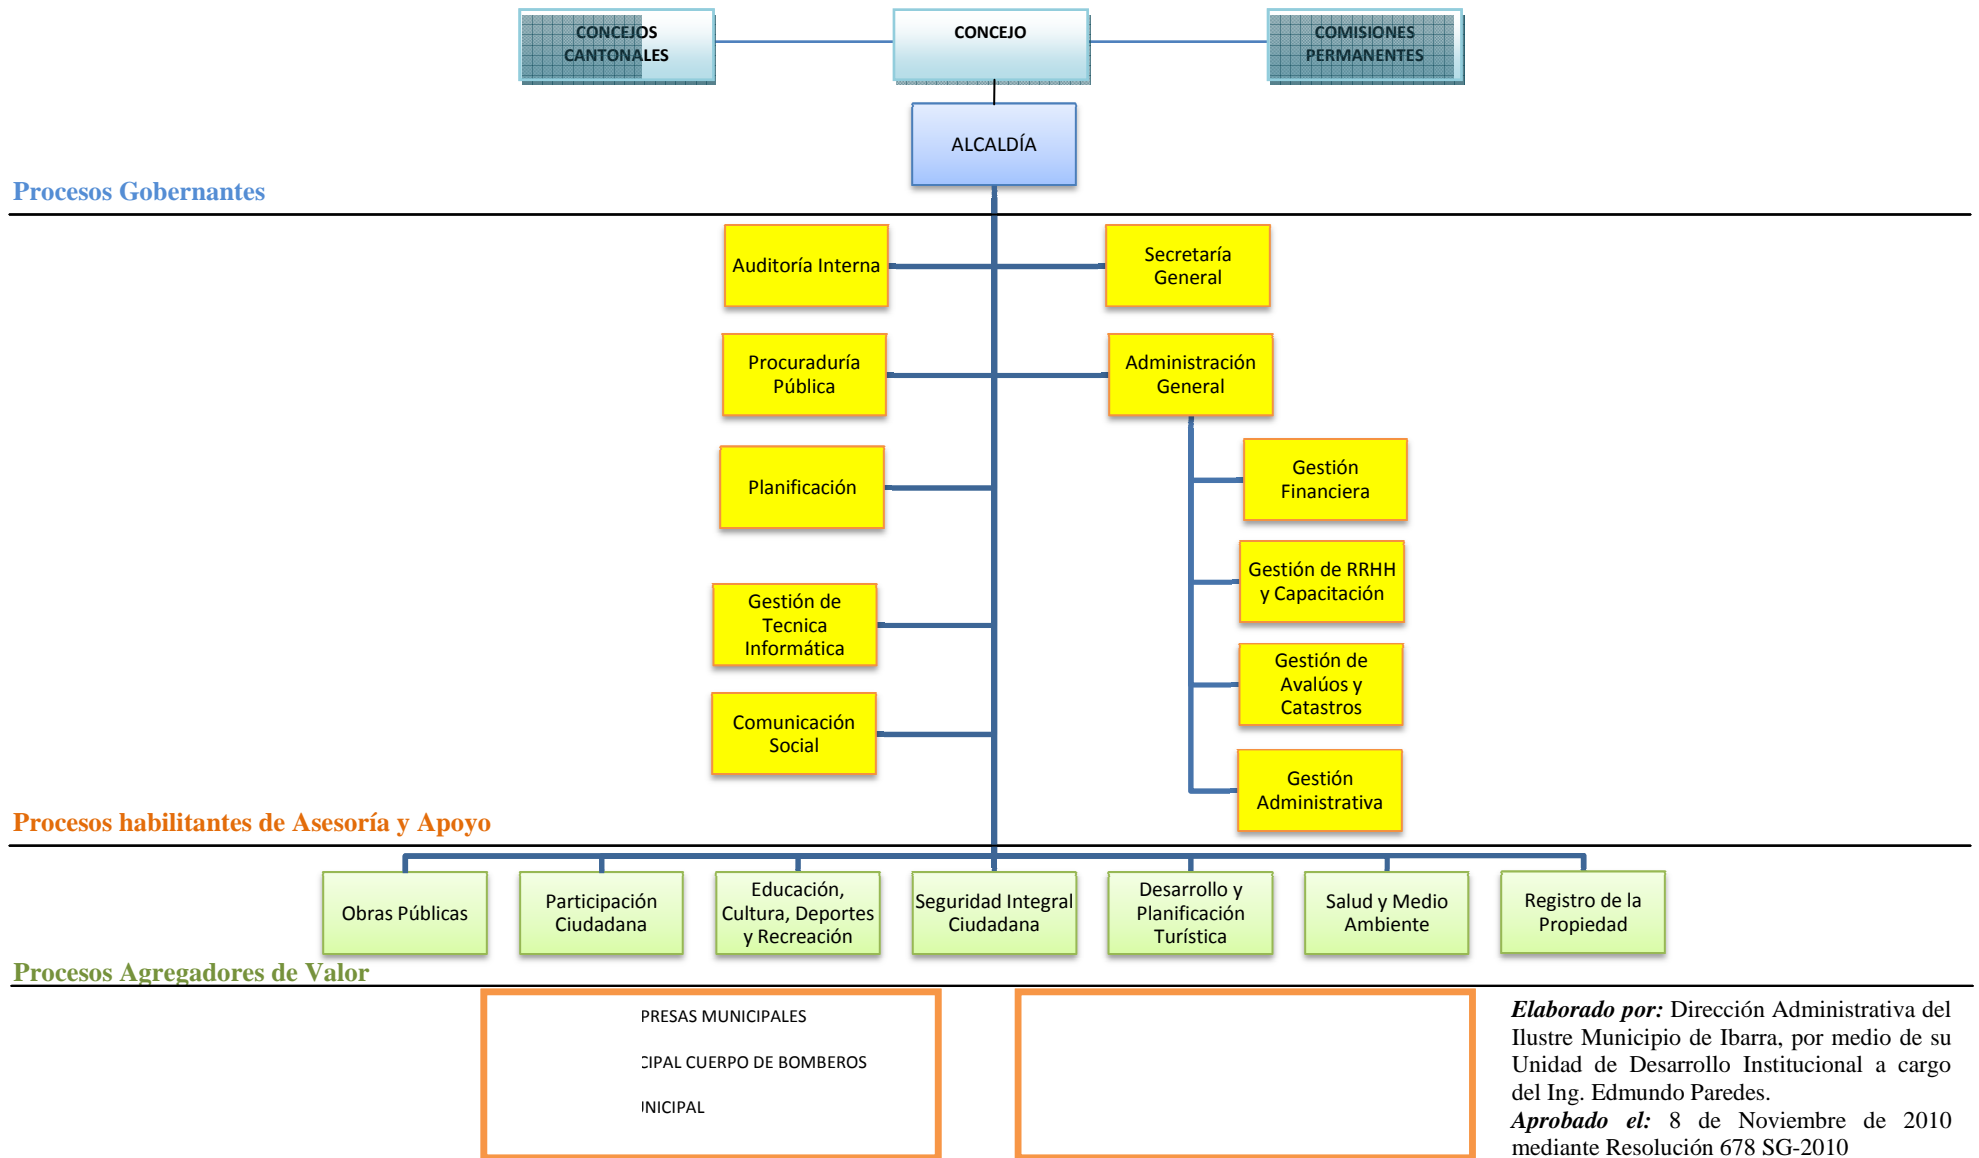 CONCEJOS
CANTONALES
CONCEJO
COMISIONES
PERMANENTES
ALCALDÍA
Procesos Gobernantes
Auditoría Interna
Secretaría
General
Procuraduría
Pública
Administración
General
Planificación
Gestión
Financiera
Gestión de RRHH
y Capacitación
Gestión de
Tecnica
Informática
Gestión de
Avalúos y
Catastros
Comunicación
Social
Gestión
Administrativa
Procesos habilitantes de Asesoría y Apoyo
Obras Públicas
Participación
Ciudadana
Educación,
Cultura, Deportes
y Recreación
Seguridad Integral
Ciudadana
Desarrollo y
Planificación
Turística
Salud y Medio
Ambiente
Registro de la
Propiedad
Procesos Agregadores de Valor
PRESAS MUNICIPALES
CIPAL CUERPO DE BOMBEROS
NICIPAL
Elaborado por: Dirección Administrativa del
Ilustre Municipio de Ibarra, por medio de su
Unidad de Desarrollo Institucional a cargo
del Ing. Edmundo Paredes.
Aprobado el: 8 de Noviembre de 2010
mediante Resolución 678 SG-2010